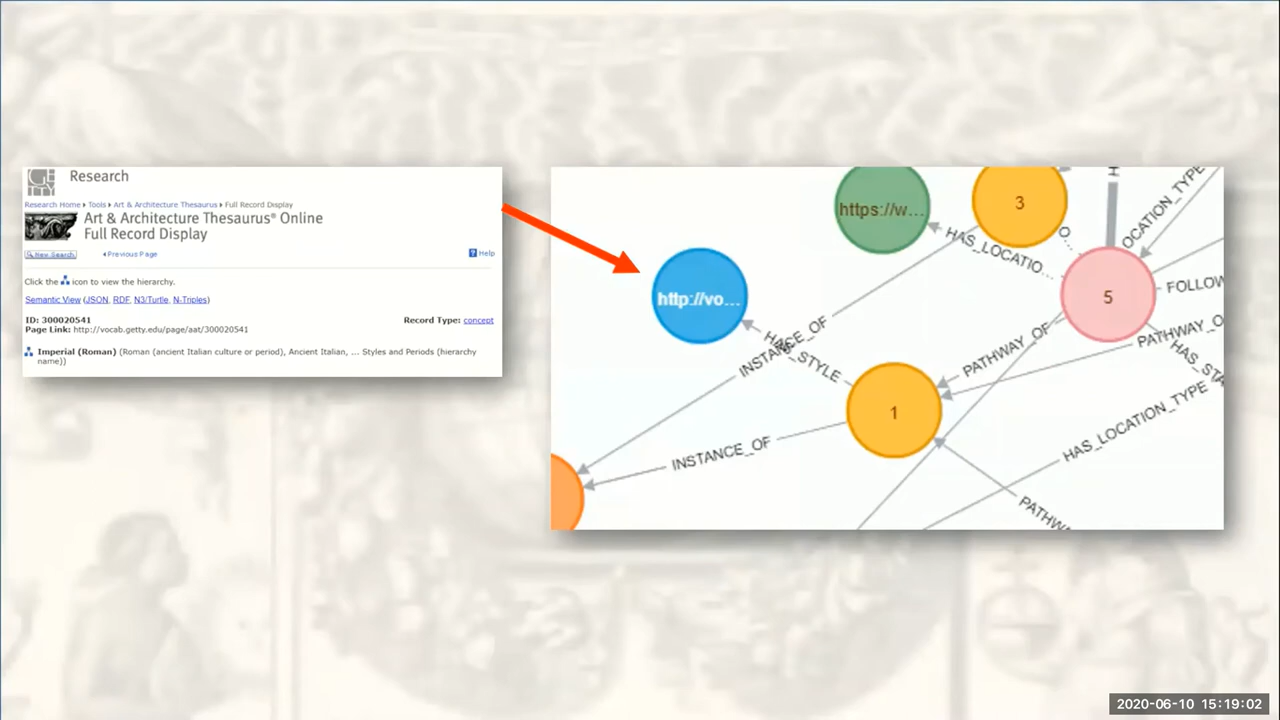 Research
Research Home ▸ Tools ▸ Art & Architecture Thesaurus ▸ Full Record Display
Art & Architecture Thesaurus® Online
Full Record Display
New Search
Previous Page
? Help
Click the icon to view the hierarchy.
Semantic View (JSON, RDF, N3/Turtle, N-Triples)
ID: 300020541
Record Type: concept
Page Link: http://vocab.getty.edu/page/aat/300020541
Imperial (Roman) (Roman (ancient Italian culture or period), Ancient Italian, ... Styles and Periods (hierarchy
name))
https://w...
3
H
OCATION_TYPE
O...
HAS_LOCATIO...
http://vo...
5
FOLLOW
INSTANCE_OF
HAS_STYLE
PATHWAY_OF
PATHWAY_O
HAS_STA
1
HAS_LOCATION_TYPE
INSTANCE_OF
PATHW
2020-06-10 15:19:02